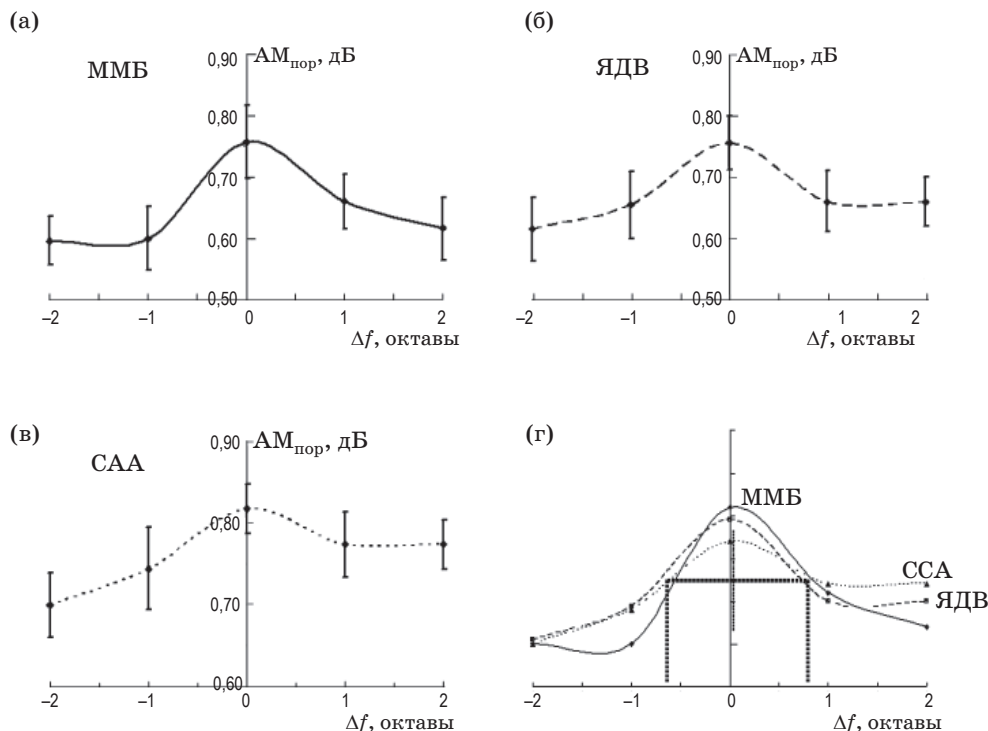 (а)
ММБ
АМпор, дБ
0,90
0,80
0,70
0,60
0,50
–2
–1
0
1
2
Δf, октавы
(б)
ЯДВ
АМпор, дБ
0,90
0,80
0,70
0,60
0,50
–2
–1
0
1
2
Δf, октавы
(в)
САА
АМпор, дБ
0,90
0,80
0,70
0,60
–2
–1
0
1
2
Δf, октавы
(г)
ММБ
ССА
ЯДВ
–2
–1
0
1
2
Δf, октавы